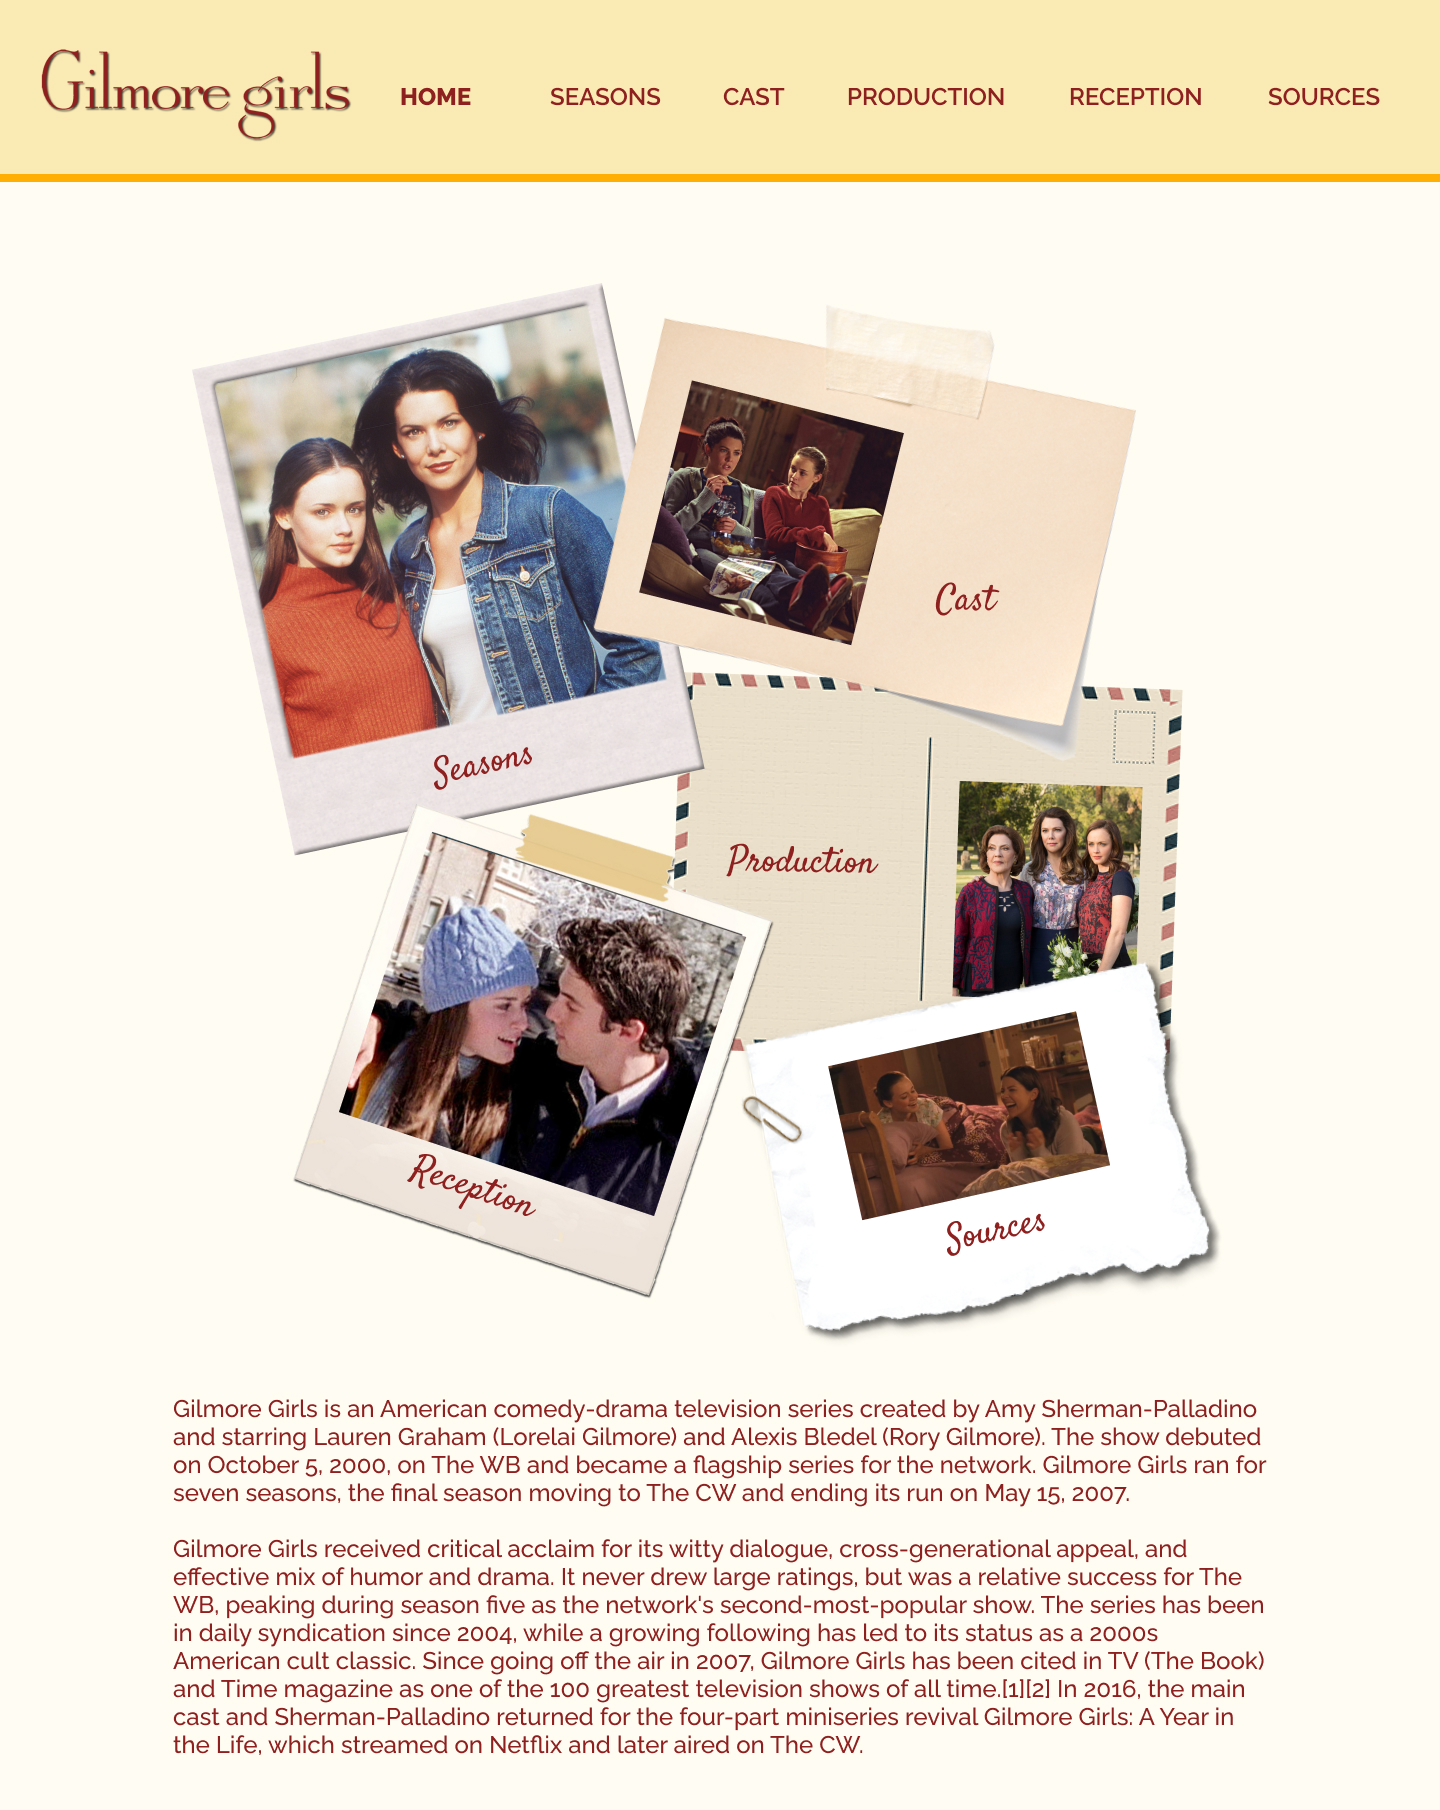 Gilmore girls
HOME SEASONS CAST PRODUCTION RECEPTION SOURCES
Cast
Seasons
Production
Reception
Sources
Gilmore Girls is an American comedy-drama television series created by Amy Sherman-Palladino
and starring Lauren Graham (Lorelai Gilmore) and Alexis Bledel (Rory Gilmore). The show debuted
on October 5, 2000, on The WB and became a flagship series for the network. Gilmore Girls ran for
seven seasons, the final season moving to The CW and ending its run on May 15, 2007.
Gilmore Girls received critical acclaim for its witty dialogue, cross-generational appeal, and
effective mix of humor and drama. It never drew large ratings, but was a relative success for The
WB, peaking during season five as the network's second-most-popular show. The series has been
in daily syndication since 2004, while a growing following has led to its status as a 2000s
American cult classic. Since going off the air in 2007, Gilmore Girls has been cited in TV (The Book)
and Time magazine as one of the 100 greatest television shows of all time.[1][2] In 2016, the main
cast and Sherman-Palladino returned for the four-part miniseries revival Gilmore Girls: A Year in
the Life, which streamed on Netflix and later aired on The CW.